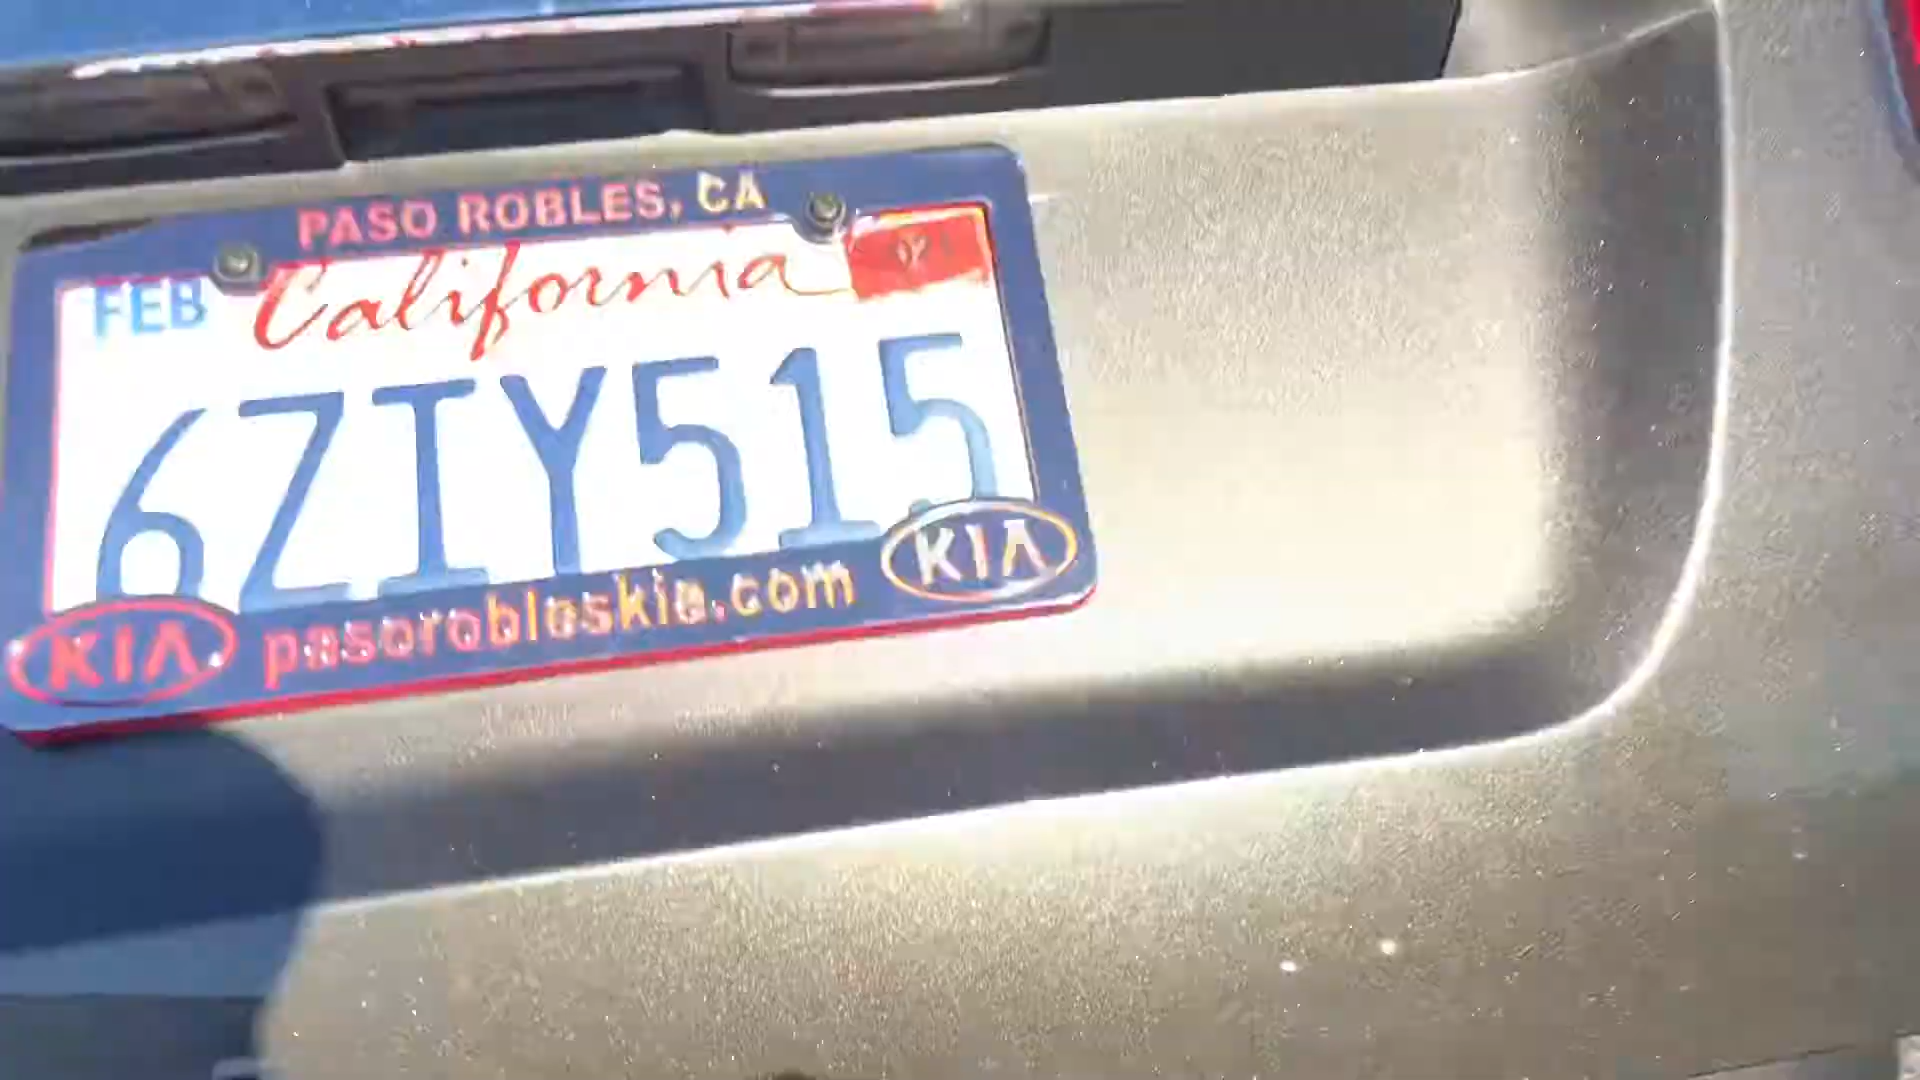 PASO ROBLES, CA
FEB California
6ZIY515
KIA pasorobleskia.com KIA